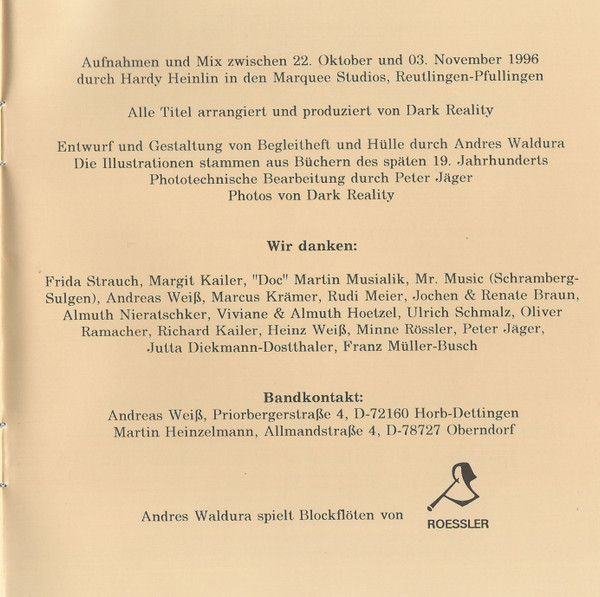 Aufnahmen und Mix zwischen 22. Oktober und 03. November 1996
durch Hardy Heinlin in den Marquee Studios, Reutlingen-Pfullingen
Alle Titel arrangiert und produziert von Dark Reality
Entwurf und Gestaltung von Begleitheft und Hülle durch Andres Waldura
Die Illustrationen stammen aus Büchern des späten 19. Jahrhunderts
Phototechnische Bearbeitung durch Peter Jäger
Photos von Dark Reality
Wir danken:
Frida Strauch, Margit Kailer, "Doc" Martin Musialik, Mr. Music (Schramberg-
Sulgen), Andreas Weiß, Marcus Krämer, Rudi Meier, Jochen & Renate Braun,
Almuth Nieratschker, Viviane & Almuth Hoetzel, Ulrich Schmalz, Oliver
Ramacher, Richard Kailer, Heinz Weiß, Minne Rössler, Peter Jäger,
Jutta Diekmann-Dostthaler, Franz Müller-Busch
Bandkontakt:
Andreas Weiß, Priorbergerstraße 4, D-72160 Horb-Dettingen
Martin Heinzelmann, Allmandstraße 4, D-78727 Oberndorf
Andres Waldura spielt Blockflöten von
ROESSLER